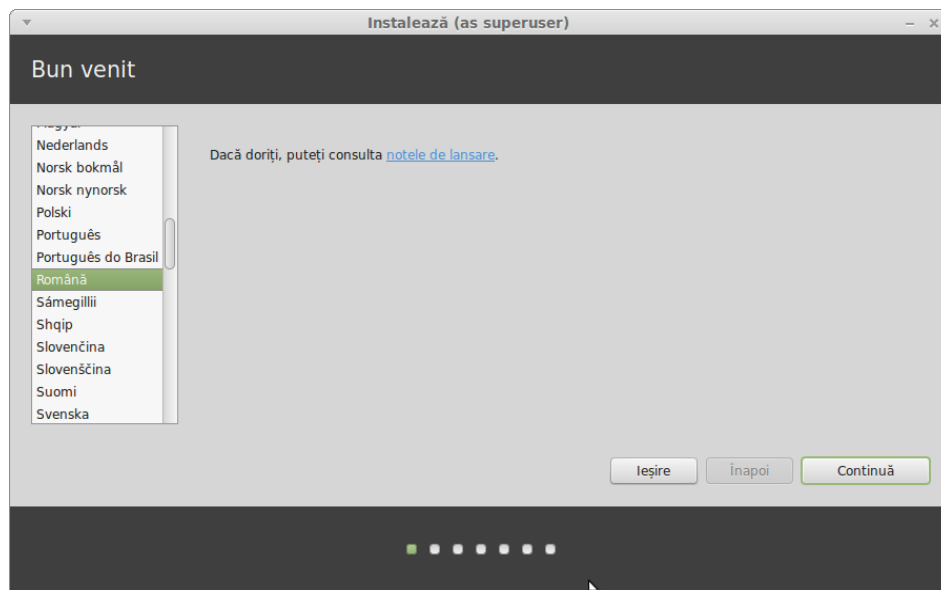 Instalează (as superuser)
Bun venit
Nederlands
Norsk bokmål
Norsk nynorsk
Polski
Português
Português do Brasil
Română
Sámegillii
Shqip
Slovenčina
Slovenščina
Suomi
Svenska
Dacă doriți, puteți consulta notele de lansare.
Ieșire
Înapoi
Continuă